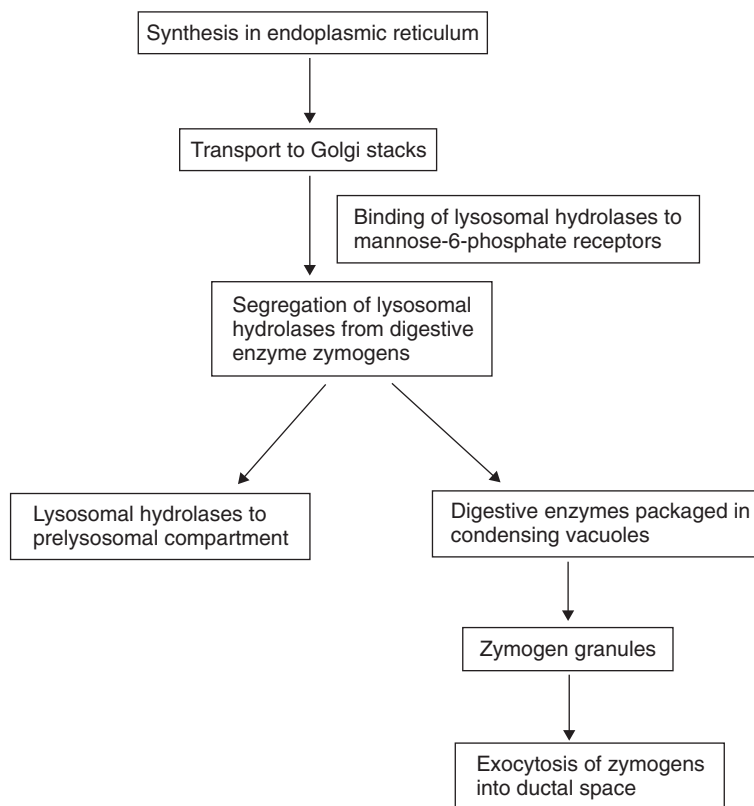 Synthesis in endoplasmic reticulum
Transport to Golgi stacks
Binding of lysosomal hydrolases to
mannose-6-phosphate receptors
Segregation of lysosomal
hydrolases from digestive
enzyme zymogens
Lysosomal hydrolases to
prelysosomal compartment
Digestive enzymes packaged in
condensing vacuoles
Zymogen granules
Exocytosis of zymogens
into ductal space